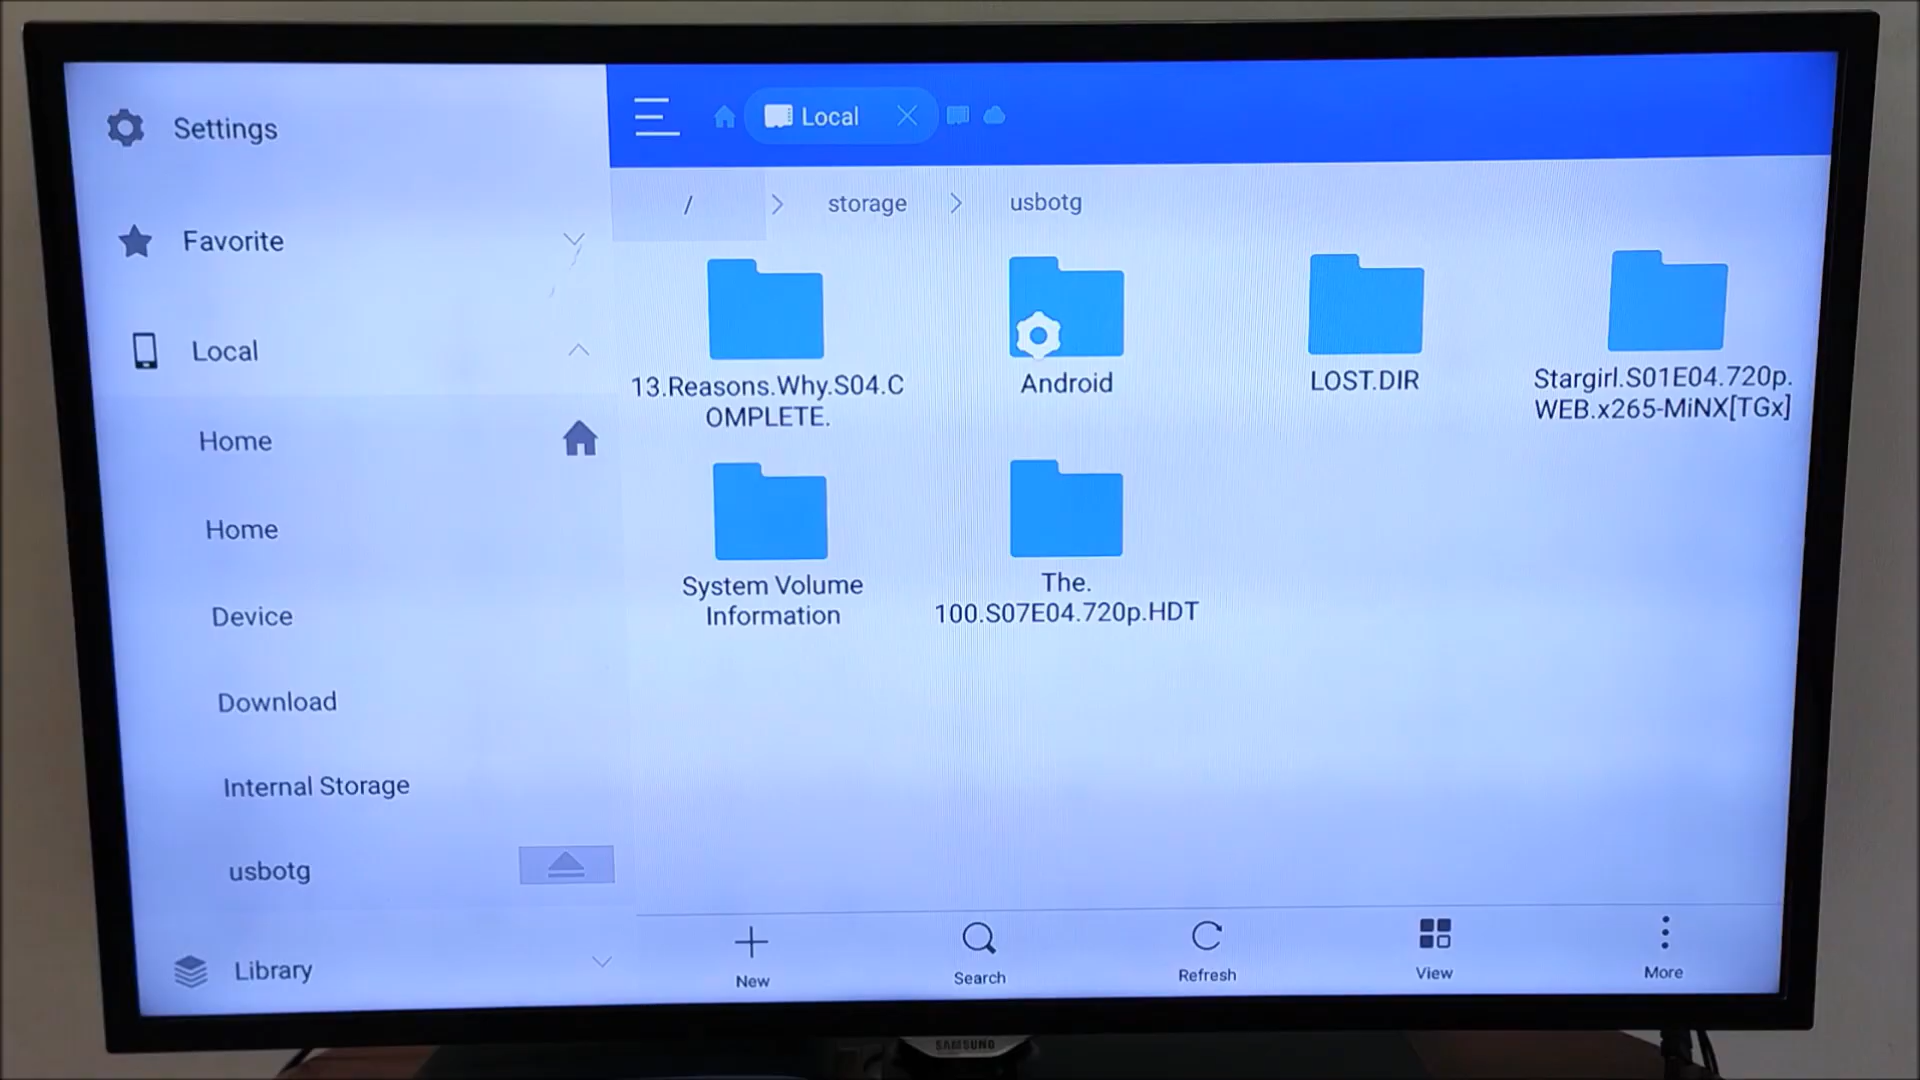 Settings
Favorite
Local
Home
Home
Device
Download
Internal Storage
usbotg
Library
Local
/
storage
usbotg
13.Reasons.Why.S04.C
OMPLETE.
Android
LOST.DIR
Stargirl.S01E04.720p.
WEB.x265-MiNX[TGx]
System Volume
Information
The.
100.S07E04.720p.HDT
New
Search
Refresh
View
More
SAMSUNG